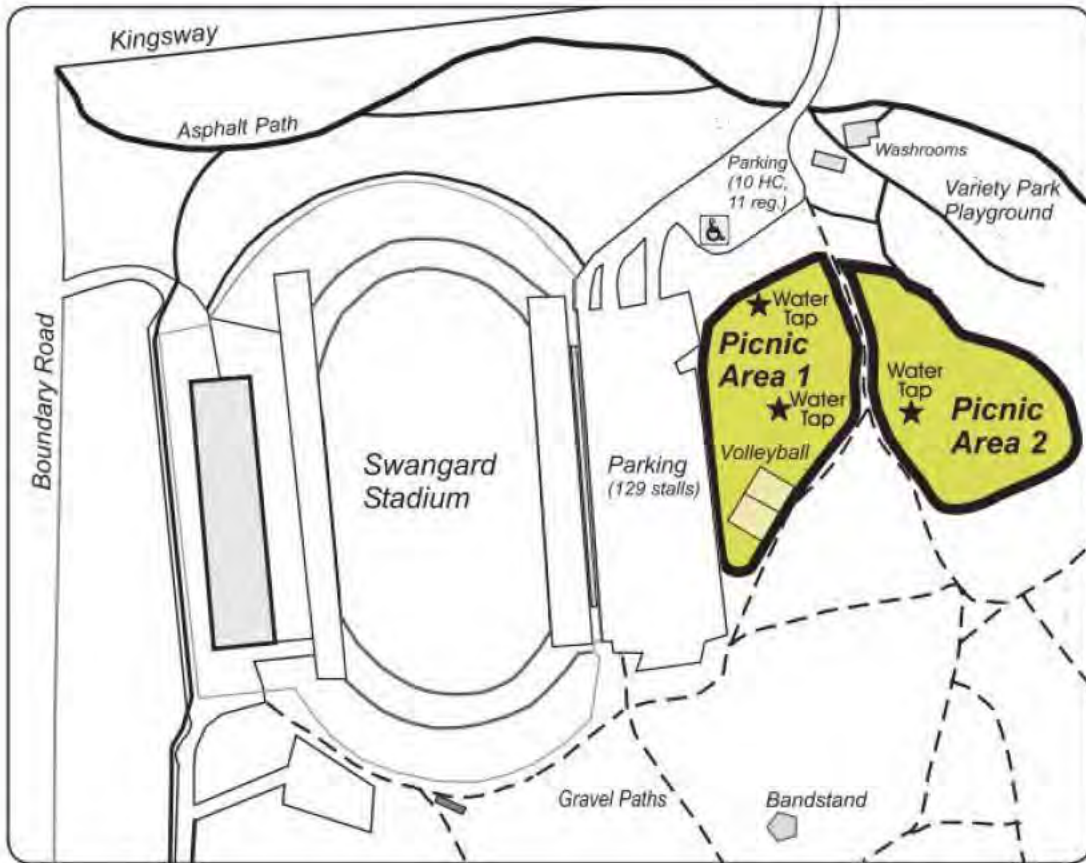 Kingsway
Asphalt Path
Parking
(10 HC,
11 reg.)
Washrooms
Variety Park
Playground
Boundary Road
Water
Tap
Picnic
Area 1
Water
Tap
Water
Tap
Picnic
Area 2
Volleyball
Swangard
Stadium
Parking
(129 stalls)
Gravel Paths
Bandstand